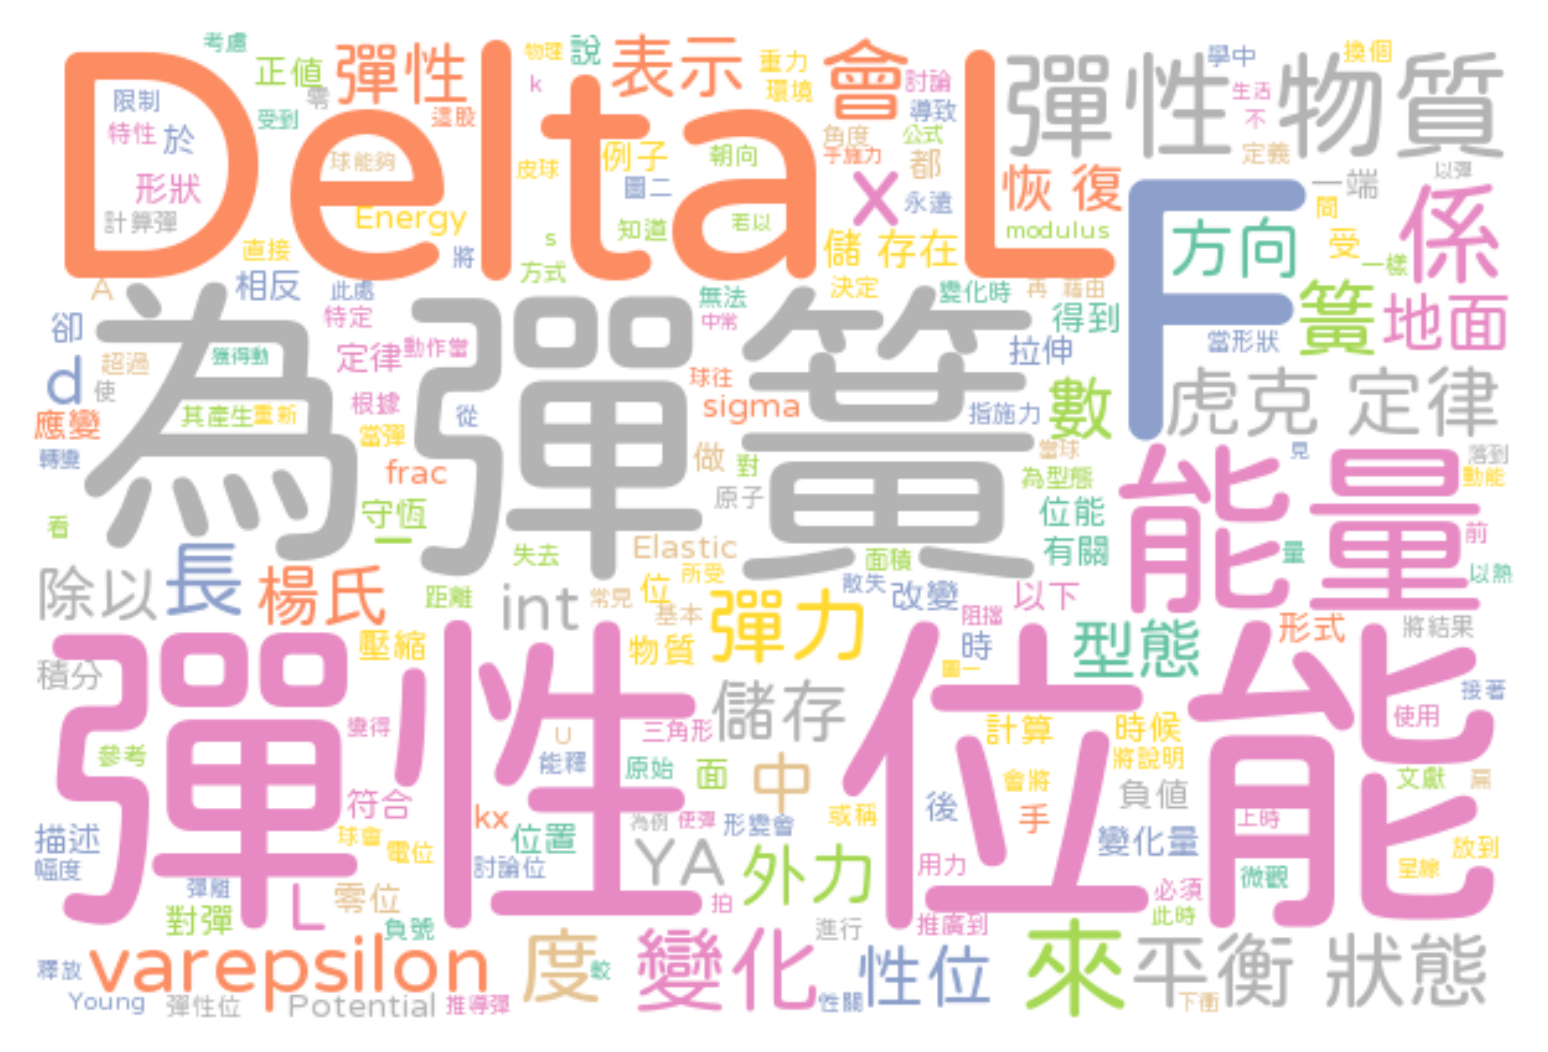 考慮
正值
零
彈性
物理
k
說
表示
重力
環境
會
討論
導致
學中
生活
不
換個
彈性物質
限制
特性
於
受到
這股
形狀
計算彈
Delta L
球能夠
皮球
例子
圖二
朝向
角度
公式
手施力
都
定義
以彈
恢復
一端
x
永遠
問
係
Energy
知道
若以
modulus
F
方向
受
一樣
直接
s
方式
將
儲存在
A
相反
此處
無法
決定
變化時
再
藉由
簧
地面
卻
特定
中常
得到
當形狀
為彈簧
超過
獲得動
定律
動作當
拉伸
d
使
球往
虎克定律
應變
其產生
重新
根據
從
sigma
指施力
數
轉變
當彈
frac
做
對
當球
見
落到
動能
能量
原子
為型態
看
守恆
一
位能
前
失去
Elastic
面積
有關
量
以熱
除以
長
楊氏
距離
int
常見
位
所受
基本
散失
改變
以下
壓縮
物質
彈力
阻擋
時
圖一
型態
形式
將結果
彈性位能
積分
儲存
接著
變得
U
三角形
計算
時候
使用
參考
能釋
原始
面
中
將說明
文獻
會將
負值
符合
kx
為例
使彈
形變會
或稱
後
手
上時
描述
球會
電位
位置
變化量
放到
幅度
討論位
YA
外力
用力
呈線
彈離
零位
微觀
L
拍
必須
對彈
負號
進行
推廣到
此時
varepsilon
度
較
變化
性位
來
平衡
狀態
釋放
Young
彈性位
Potential
推導彈
性關
下衝